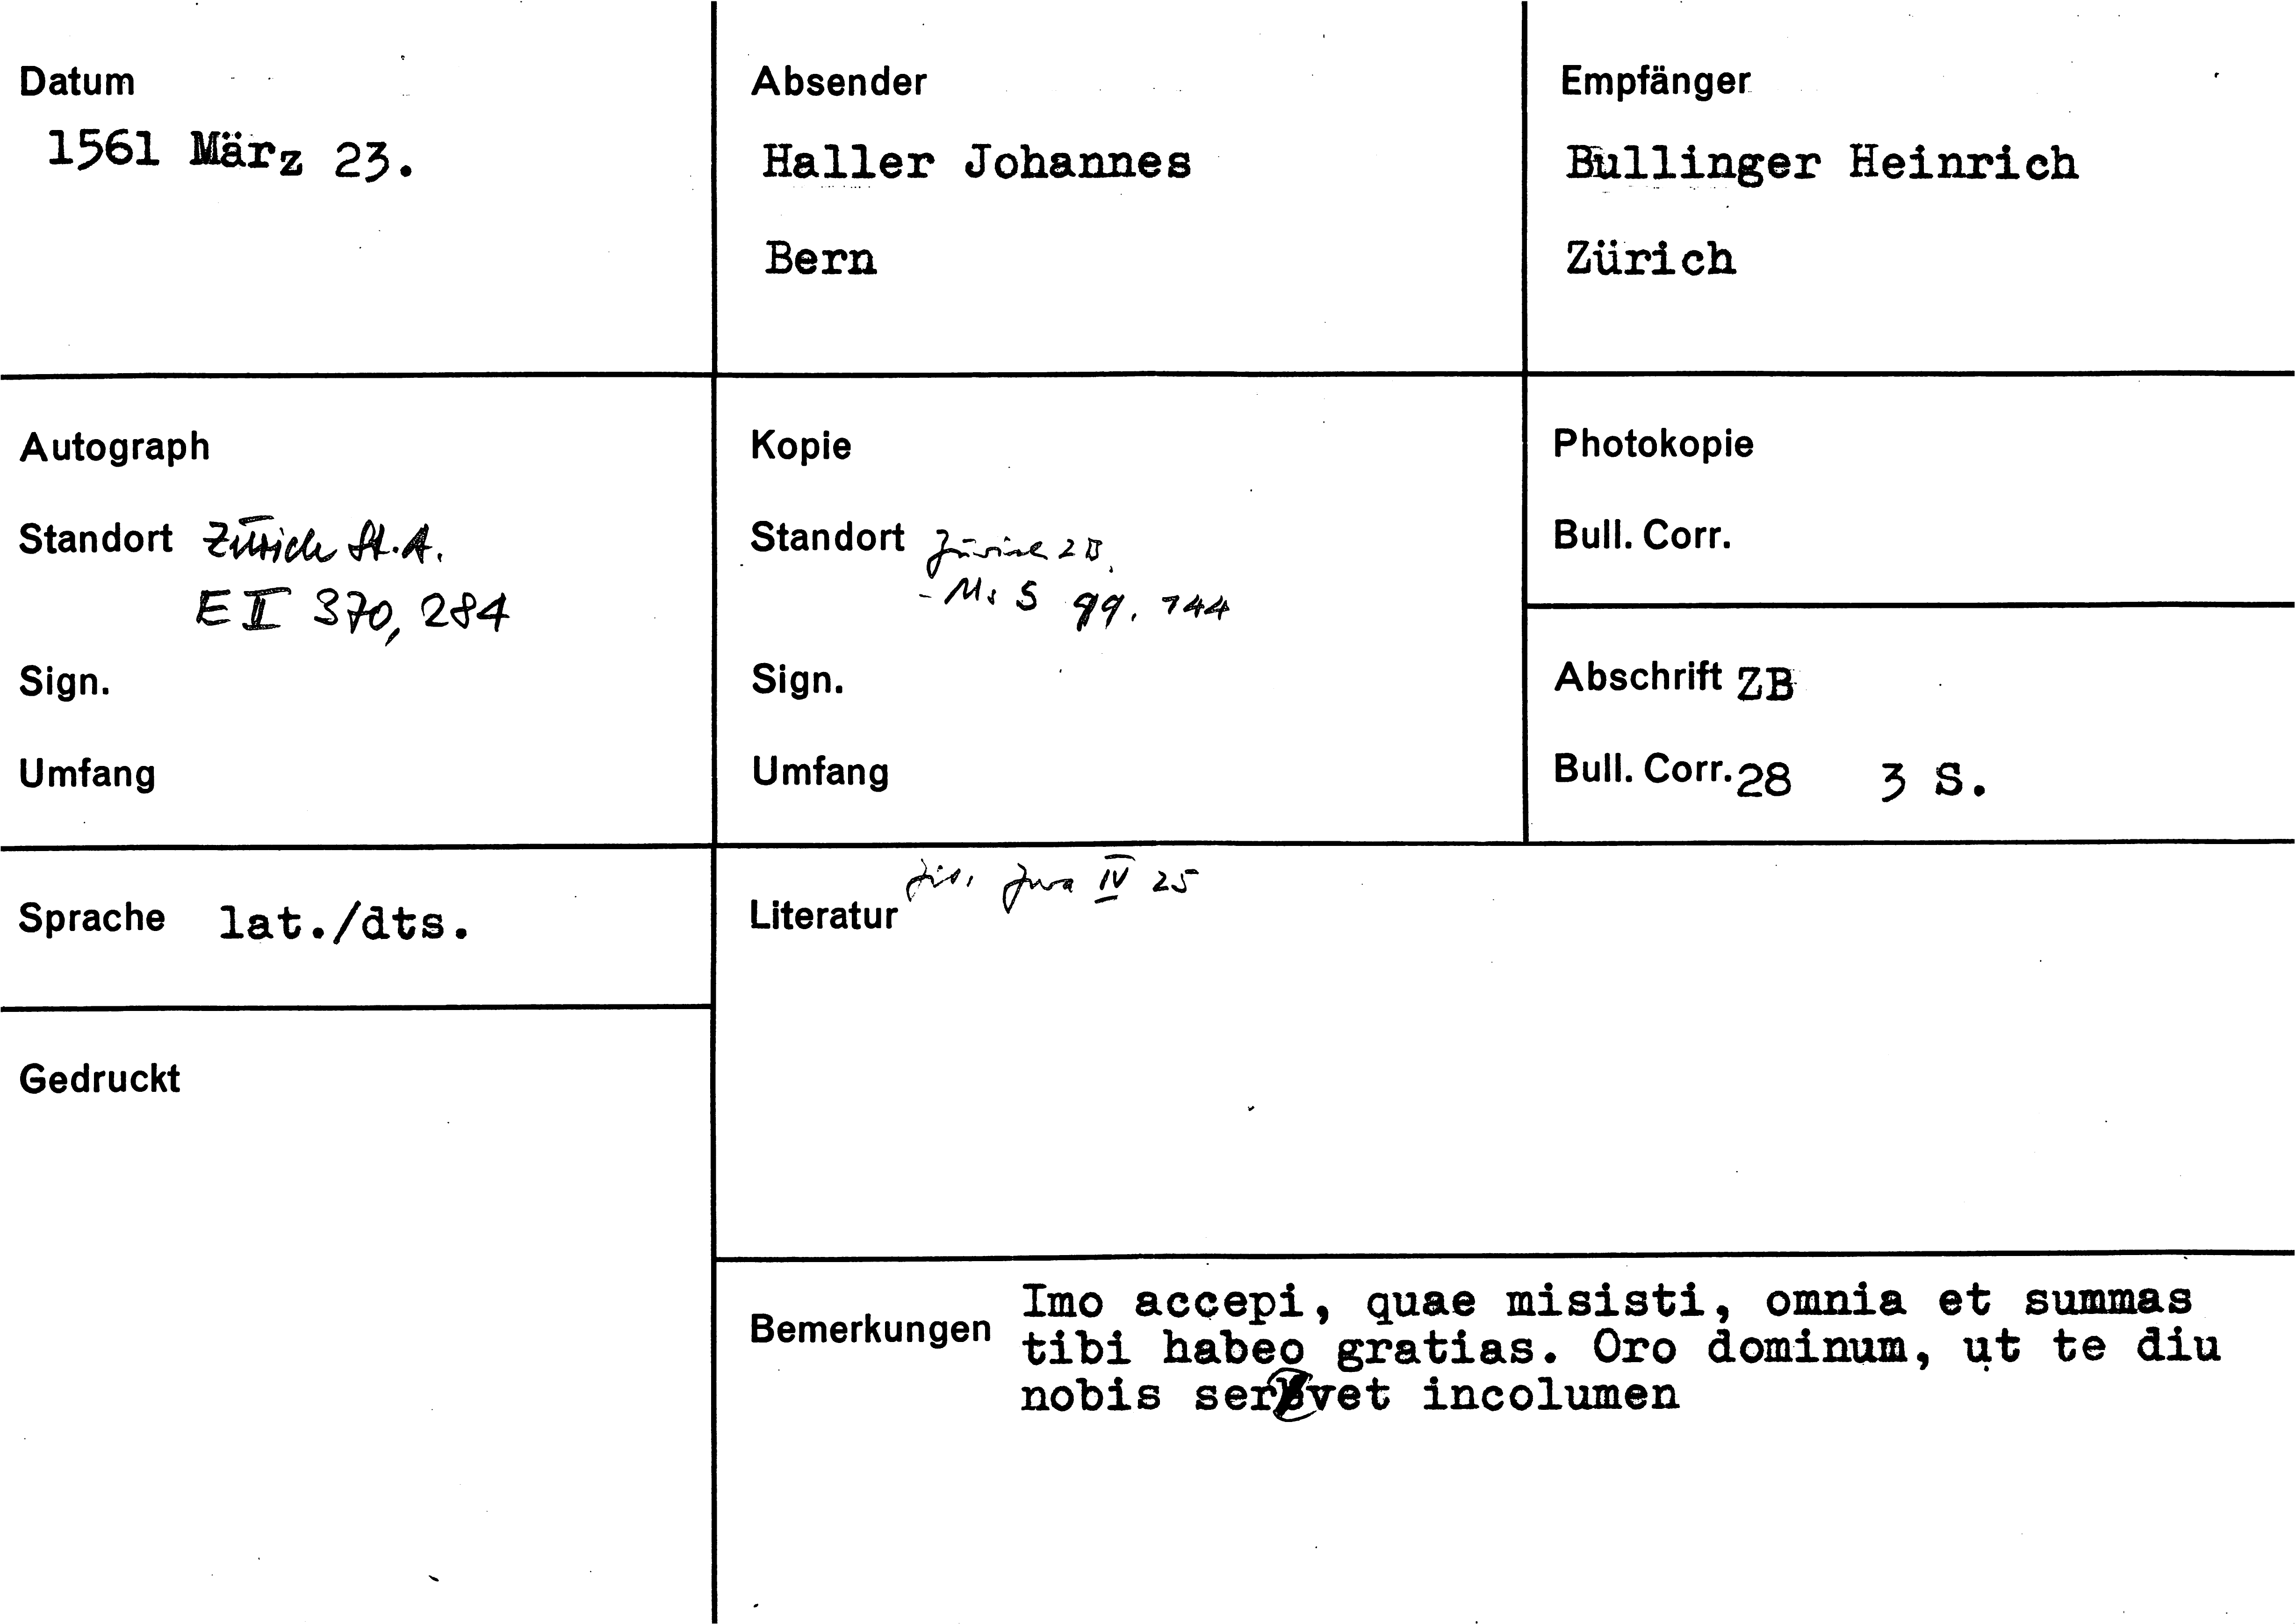 Datum
1561 März 23.
Absender
Haller Johannes
Bern
Empfänger
Bullinger Heinrich
Zürich
Autograph
Standort Zürich St.A.
E II 370, 284
Sign.
Umfang
Kopie
Standort Zürich ZB,
- Ms S 99, 144
Sign.
Umfang
Photokopie
Bull. Corr.
Abschrift ZB
Bull. Corr. 28 3 S.
Sprache lat./dts.
Literatur IV 25
Gedruckt
Bemerkungen Imo accepi, quae misisti, omnia et summas
tibi habeo gratias. Oro dominum, ut te diu
nobis servet incolumen